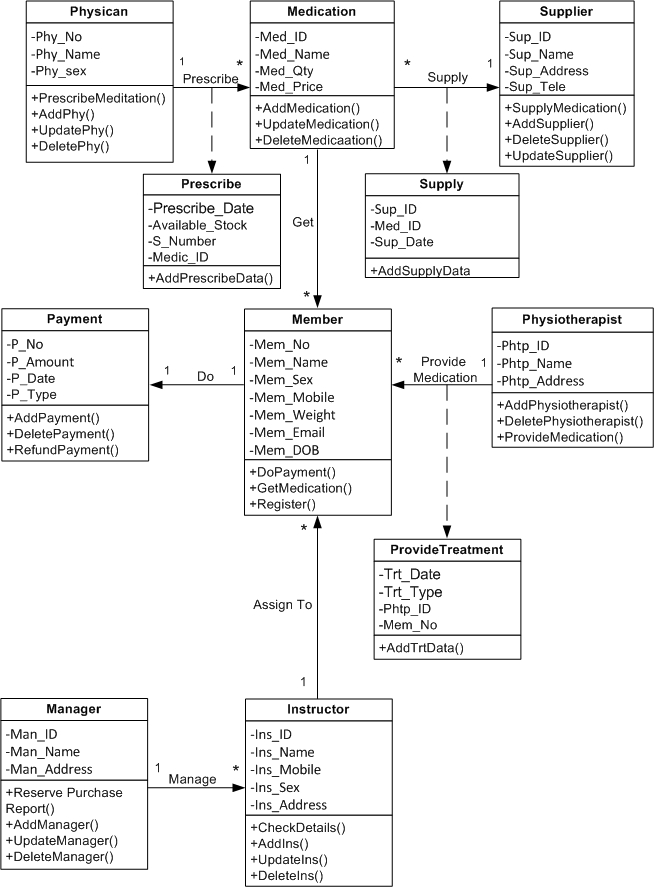 Physican
-Phy_No
-Phy_Name
-Phy_sex
+PrescribeMeditation()
+AddPhy()
+UpdatePhy()
+DeletePhy()
1
Prescribe
*
Medication
-Med_ID
-Med_Name
-Med_Qty
-Med_Price
+AddMedication()
+UpdateMedication()
+DeleteMedicaation()
*
Supply
1
Supplier
-Sup_ID
-Sup_Name
-Sup_Address
-Sup_Tele
+SupplyMedication()
+AddSupplier()
+DeleteSupplier()
+UpdateSupplier()
Prescribe
-Prescribe_Date
-Available_Stock
-S_Number
-Medic_ID
+AddPrescribeData()
1
Get
*
Supply
-Sup_ID
-Med_ID
-Sup_Date
+AddSupplyData
Payment
-P_No
-P_Amount
-P_Date
-P_Type
+AddPayment()
+DeletePayment()
+RefundPayment()
1
Do
1
Member
-Mem_No
-Mem_Name
-Mem_Sex
-Mem_Mobile
-Mem_Weight
-Mem_Email
-Mem_DOB
+DoPayment()
+GetMedication()
+Register()
*
Provide
Medication
1
Physiotherapist
-Phtp_ID
-Phtp_Name
-Phtp_Address
+AddPhysiotherapist()
+DeletePhysiotherapist()
+ProvideMedication()
*
Assign To
1
ProvideTreatment
-Trt_Date
-Trt_Type
-Phtp_ID
-Mem_No
+AddTrtData()
Manager
-Man_ID
-Man_Name
-Man_Address
+Reserve Purchase
Report()
+AddManager()
+UpdateManager()
+DeleteManager()
1
Manage
*
Instructor
-Ins_ID
-Ins_Name
-Ins_Mobile
-Ins_Sex
-Ins_Address
+CheckDetails()
+AddIns()
+UpdateIns()
+DeleteIns()